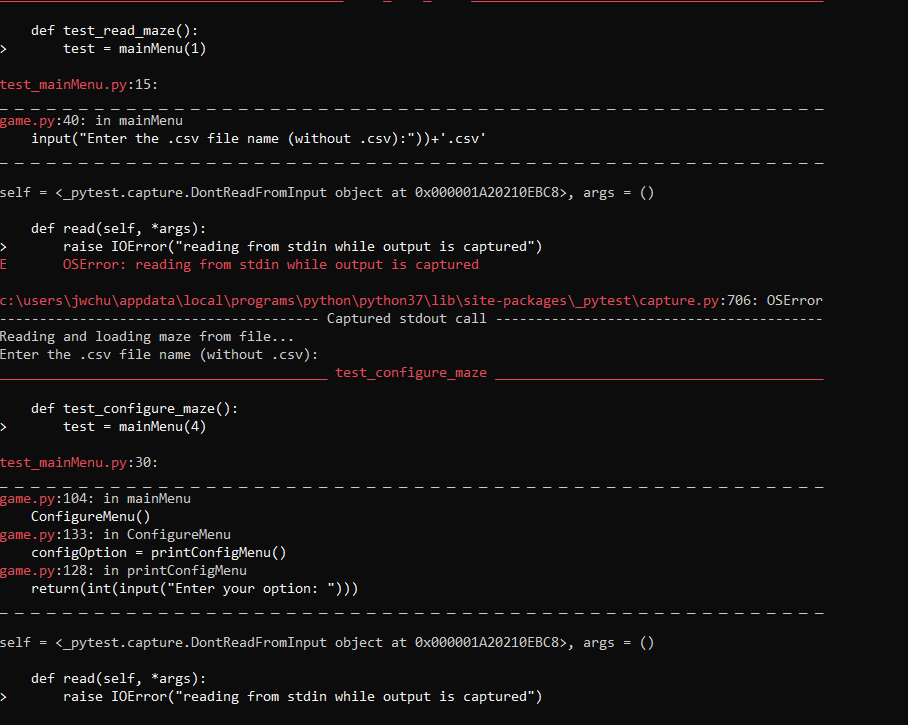 def test_read_maze():
>       test = mainMenu(1)
test_mainMenu.py:15:
_ _ _ _ _ _ _ _ _ _ _ _ _ _ _ _ _ _ _ _ _ _ _ _ _ _ _ _ _ _ _ _ _ _ _ _ _ _ _ _ _ _ _ _ _ _ _ _ _ _ _ _
game.py:40: in mainMenu
    input("Enter the .csv file name (without .csv):"))+'.csv'
_ _ _ _ _ _ _ _ _ _ _ _ _ _ _ _ _ _ _ _ _ _ _ _ _ _ _ _ _ _ _ _ _ _ _ _ _ _ _ _ _ _ _ _ _ _ _ _ _ _ _ _
self = <_pytest.capture.DontReadFromInput object at 0x000001A20210EBC8>, args = ()
    def read(self, *args):
>       raise IOError("reading from stdin while output is captured")
E       OSError: reading from stdin while output is captured
c:\users\jwchu\appdata\local\programs\python\python37\lib\site-packages\_pytest\capture.py:706: OSError
---------------------------------------- Captured stdout call -----------------------------------------
Reading and loading maze from file...
Enter the .csv file name (without .csv):
_________________________________________ test_configure_maze _________________________________________
    def test_configure_maze():
>       test = mainMenu(4)
test_mainMenu.py:30:
_ _ _ _ _ _ _ _ _ _ _ _ _ _ _ _ _ _ _ _ _ _ _ _ _ _ _ _ _ _ _ _ _ _ _ _ _ _ _ _ _ _ _ _ _ _ _ _ _ _ _ _
game.py:104: in mainMenu
    ConfigureMenu()
game.py:133: in ConfigureMenu
    configOption = printConfigMenu()
game.py:128: in printConfigMenu
    return(int(input("Enter your option: ")))
_ _ _ _ _ _ _ _ _ _ _ _ _ _ _ _ _ _ _ _ _ _ _ _ _ _ _ _ _ _ _ _ _ _ _ _ _ _ _ _ _ _ _ _ _ _ _ _ _ _ _ _
self = <_pytest.capture.DontReadFromInput object at 0x000001A20210EBC8>, args = ()
    def read(self, *args):
>       raise IOError("reading from stdin while output is captured")